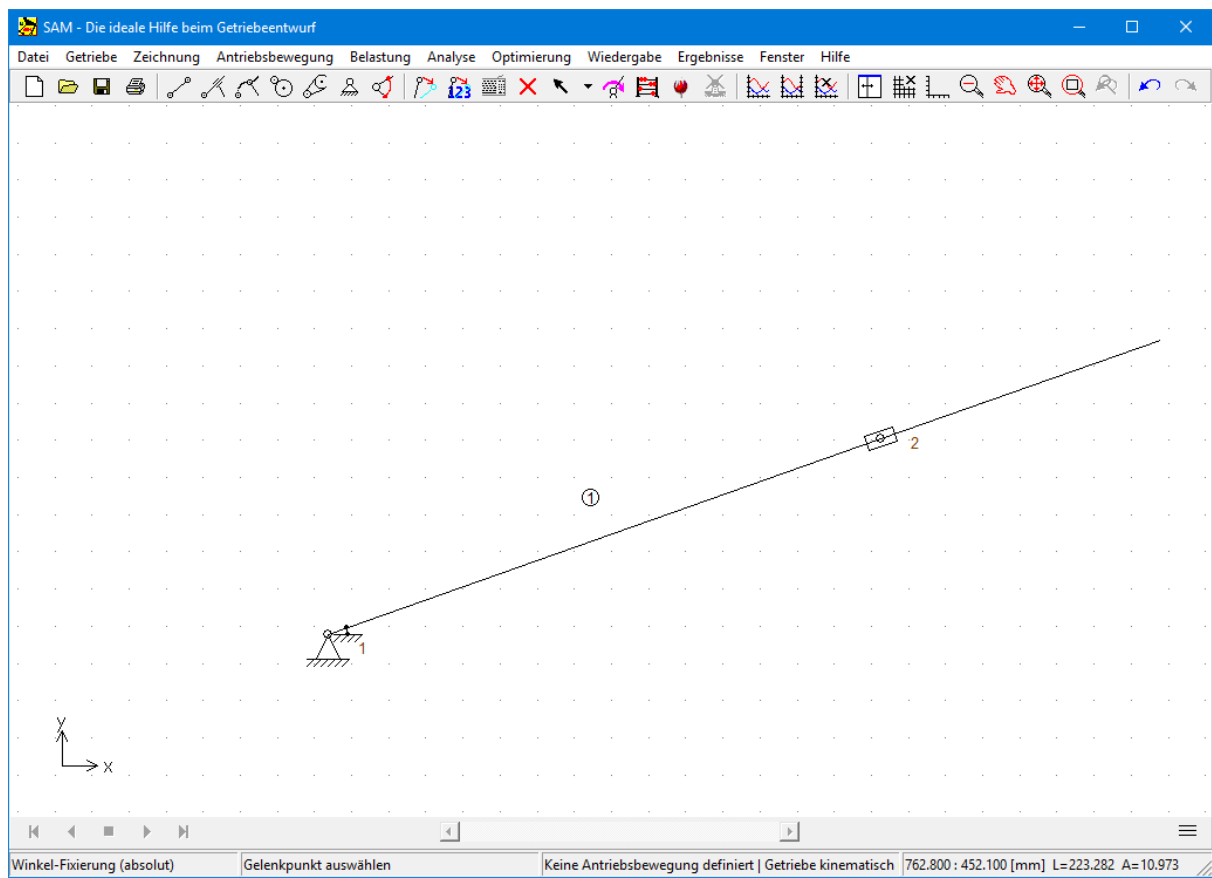 SAM - Die ideale Hilfe beim Getriebeentwurf
Datei Getriebe Zeichnung Antriebsbewegung Belastung Analyse Optimierung Wiedergabe Ergebnisse Fenster Hilfe
123
2
1
1
y
x
Winkel-Fixierung (absolut) Gelenkpunkt auswählen Keine Antriebsbewegung definiert | Getriebe kinematisch 762.800 : 452.100 [mm] L=223.282 A=10.973